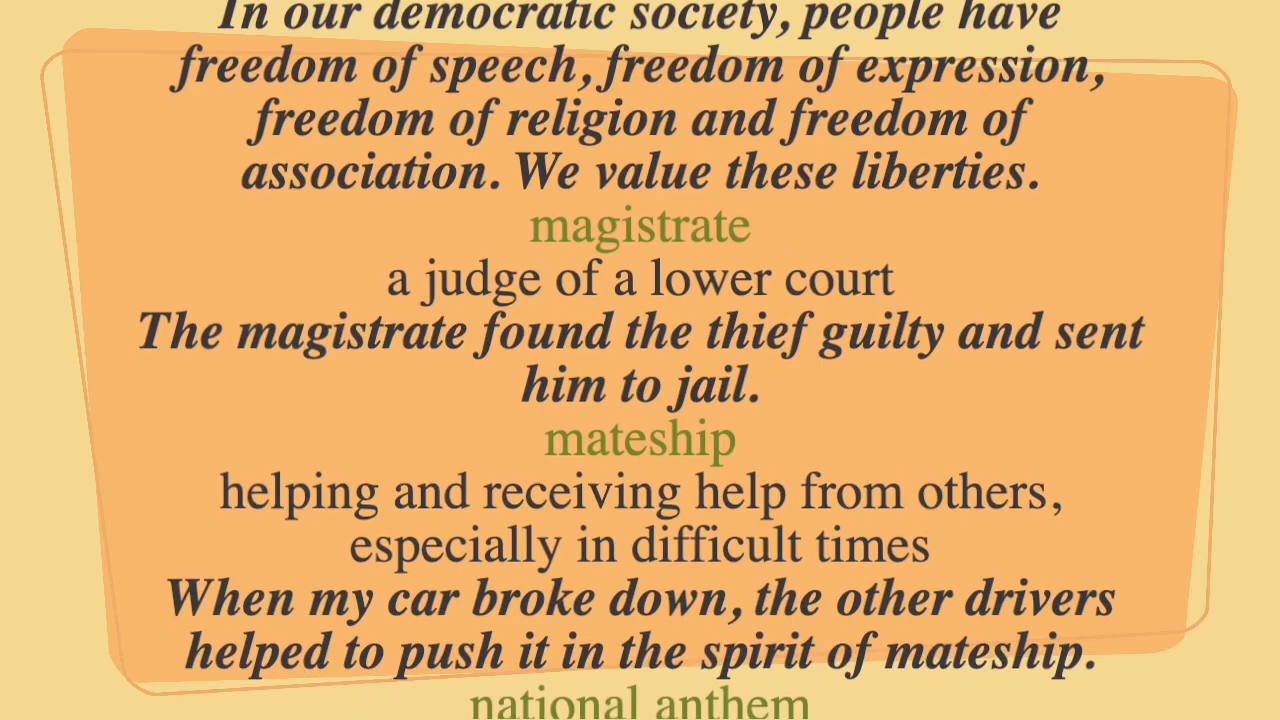 In our democratic society, people have
freedom of speech, freedom of expression,
freedom of religion and freedom of
association. We value these liberties.
magistrate
a judge of a lower court
The magistrate found the thief guilty and sent
him to jail.
mateship
helping and receiving help from others,
especially in difficult times
When my car broke down, the other drivers
helped to push it in the spirit of mateship.
national anthem